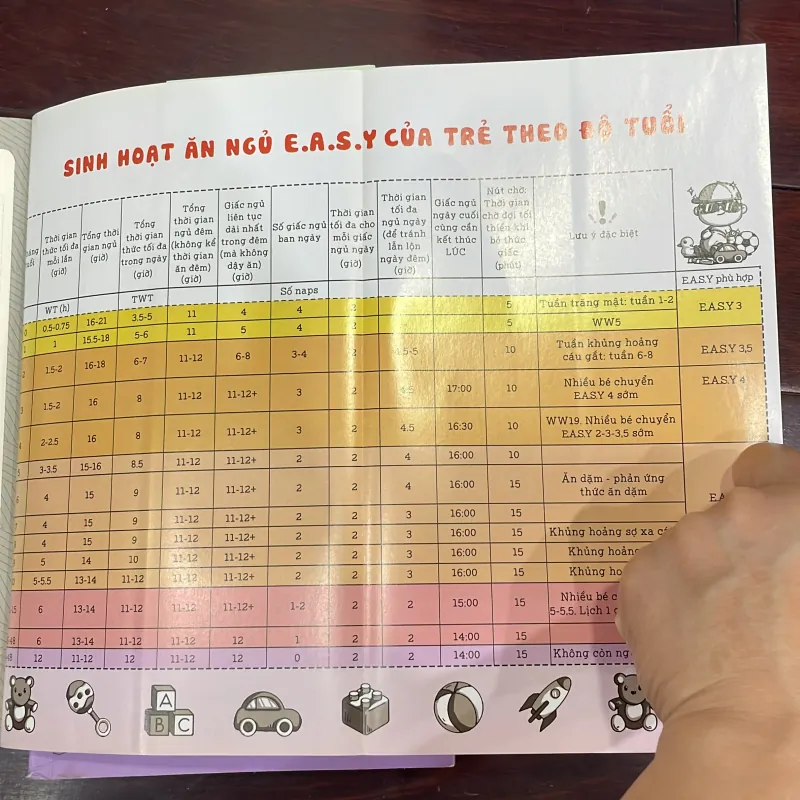 SINH HOẠT ĂN NGỦ E.A.S.Y CỦA TRẺ THEO ĐỘ TUỔI
Thời gian thức tối đa mỗi lần (giờ) Tổng thời gian ngủ (giờ) Tổng thời gian thức tối đa trong ngày (giờ) Tổng thời gian ngủ đêm (không kể thời gian ăn đêm) (giờ) Giấc ngủ liên tục dài nhất trong đêm (mà không dậy ăn) (giờ) Số giấc ngủ ban ngày Thời gian tối đa cho mỗi giấc ngủ ngày (giờ) Thời gian tối đa ngủ ngày (để tránh lẫn lộn ngày đêm) (giờ) Giấc ngủ ngày cuối cùng cần kết thúc LÚC Nút chờ: Thời gian chờ đợi tối thiểu khi bé thức giấc (phút) Lưu ý đặc biệt
E.A.S.Y phù hợp
WT (h) TWT Số naps
0 0.5-0.75 16-21 3.5-5 11 4 4 2 5 Tuần trăng mật: tuần 1-2 E.A.S.Y 3
1 1 15.5-18 5-6 11 5 4 2 5 WW5
2 1.5-2 16-18 6-7 11-12 6-8 3-4 2 10 Tuần khủng hoảng cáu gắt: tuần 6-8 E.A.S.Y 3,5
3 1.5-2 16 8 11-12 11-12+ 3 2 4.5 17:00 10 Nhiều bé chuyển E.A.S.Y 4 sớm E.A.S.Y 4
4 2-2.5 16 8 11-12 11-12+ 3 2 4.5 16:30 10 WW19. Nhiều bé chuyển E.A.S.Y 2-3-3,5 sớm
5 3-3.5 15-16 8.5 11-12 11-12+ 2 2 4 16:00 10
6 4 15 9 11-12 11-12+ 2 2 4 16:00 15 Ăn dặm - phản ứng thức ăn dặm
7 4 15 9 11-12 11-12+ 2 2 3 16:00 15
4 15 9 11-12 11-12+ 2 2 3 16:00 15 Khủng hoảng sợ xa
5 14 10 11-12 11-12+ 2 2 3 16:00 15 Khủng hoảng
5-5.5 13-14 11-12 11-12 11-12+ 2 2 3 16:00 15 Khủng
6 13-14 11-12 11-12 11-12+ 1-2 2 2 15:00 15 Nhiều bé 5-5.5. Lịch 1
6 13-14 11-12 11-12 12 1 2 2 14:00 15
12 11-12 12 11-12 12 0 2 2 14:00 15 Không còn
A
B C